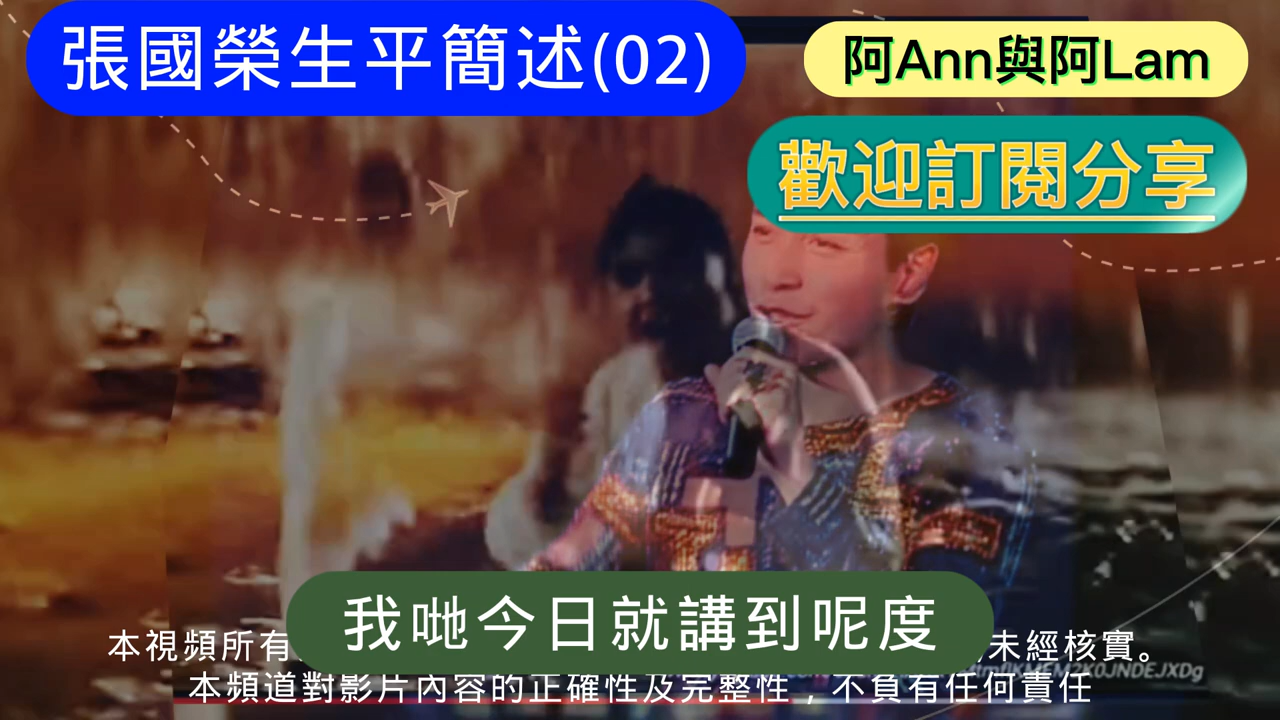 張國榮生平簡述(02)
阿Ann與阿Lam
歡迎訂閱分享
我哋今日就講到呢度
本視頻所有 未經核實。
本頻道對影片內容的正確性及完整性，不負有任何責任